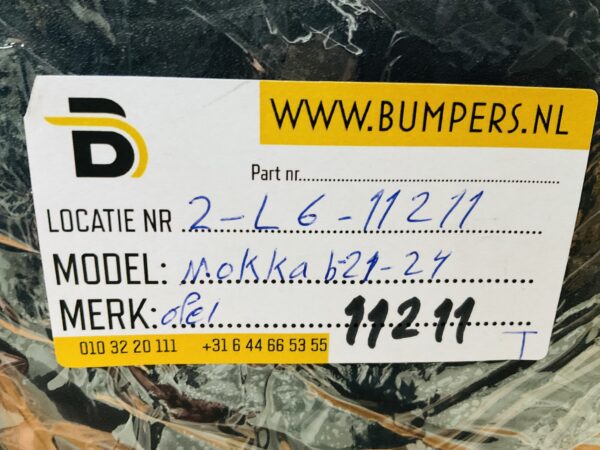 WWW.BUMPERS.NL
B
Part nr.
LOCATIE NR 2-L6-11211
MODEL: Mokka b-21-24
MERK: opel
11211
T
010 32 20 111 +31 6 44 66 53 55